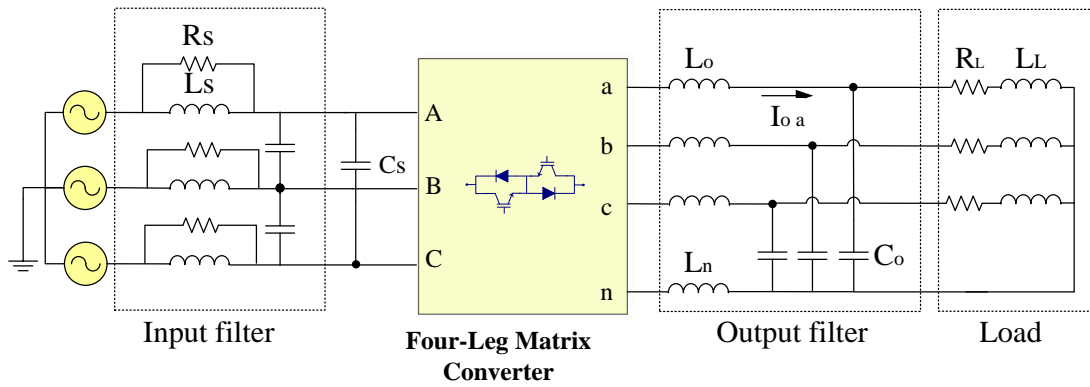 Rs
Ls
Cs
A
B
C
a
b
c
n
Lo
Io a
Ln
Co
RL
LL
Input filter
Four-Leg Matrix
Converter
Output filter
Load